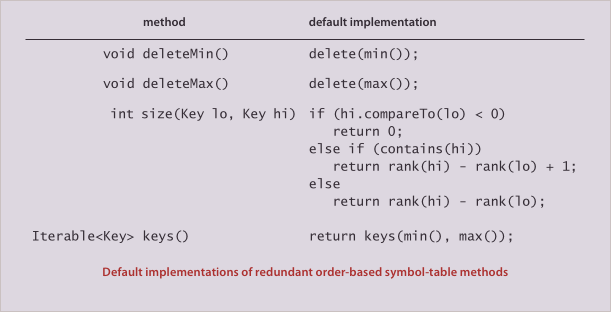 method default implementation
void deleteMin() delete(min());
void deleteMax() delete(max());
int size(Key lo, Key hi) if (hi.compareTo(lo) < 0)
return 0;
else if (contains(hi))
return rank(hi) - rank(lo) + 1;
else
return rank(hi) - rank(lo);
Iterable<Key> keys() return keys(min(), max());
Default implementations of redundant order-based symbol-table methods